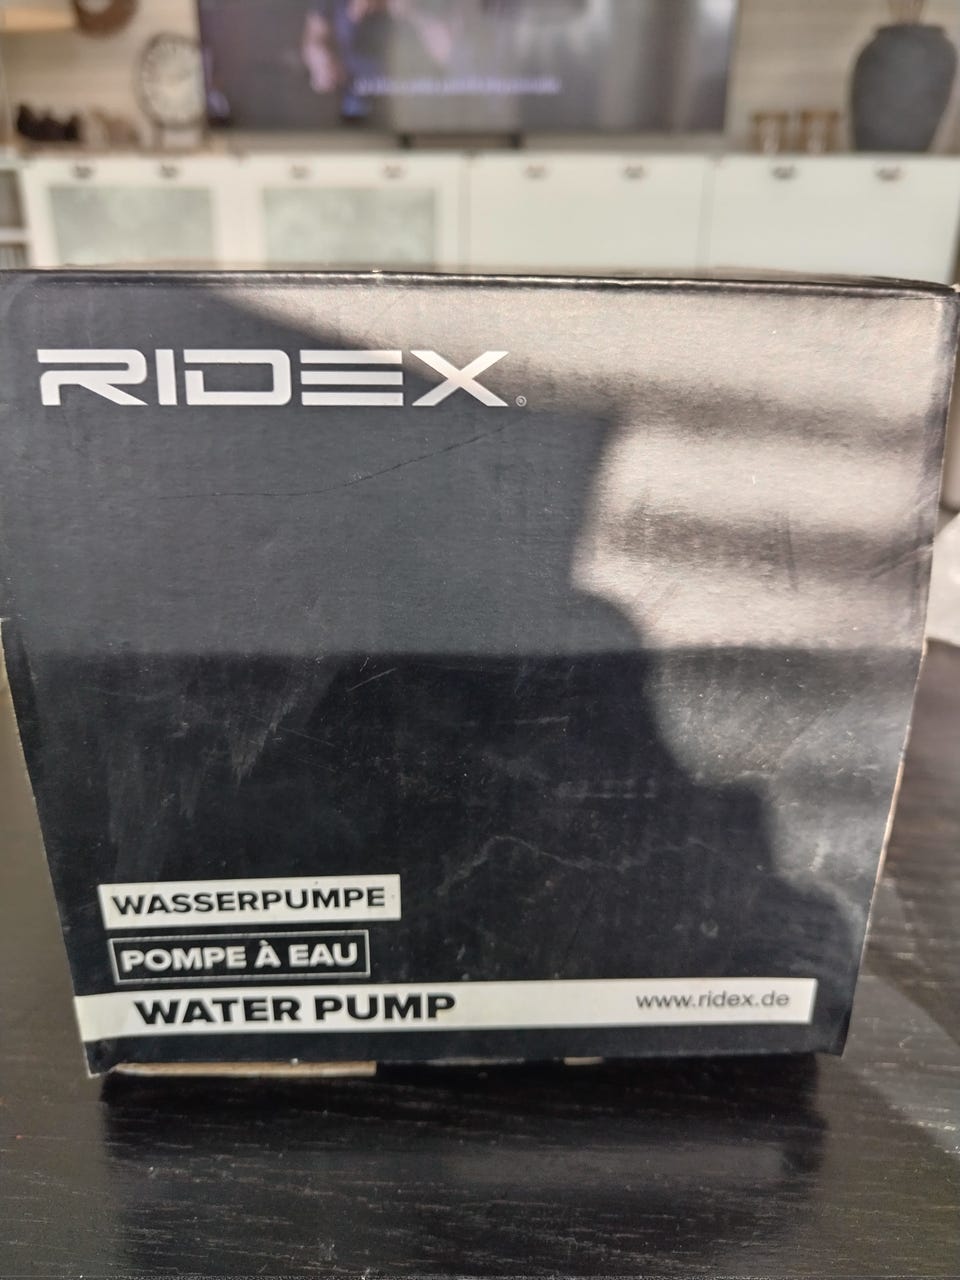 RIDEX®
WASSERPUMPE
POMPE À EAU
WATER PUMP www.ridex.de